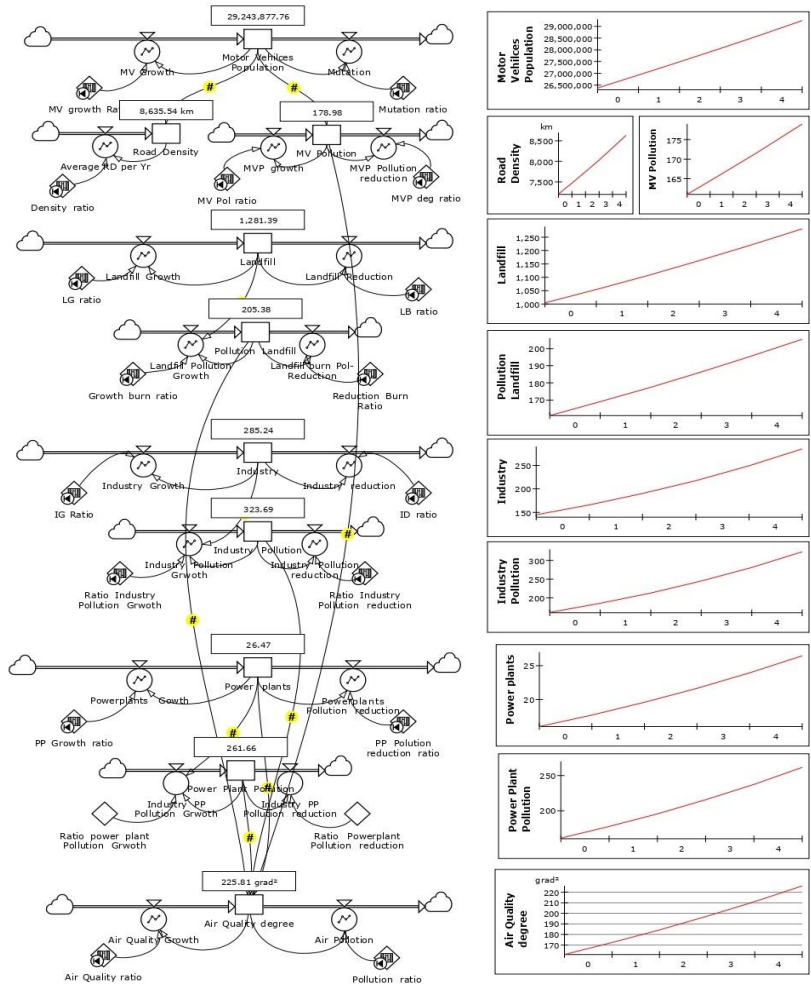 29,243,877.76
Motor Vehilces
Population
MV Growth
Mutation
#
#
MV growth Rat
Mutation ratio
8,635.54 km
178.98
Road Density
MV Pollution
Average RD per Yr
MVP growth
MVP Pollution
reduction
Density ratio
MV Pol ratio
MVP deg ratio
1,281.39
Landfill
Landfill Growth
Landfill Reduction
LG ratio
LB ratio
205.38
Pollution Landfill
Landfill Pollution
Growth
Landfill burn Pol-
Reduction
Growth burn ratio
Reduction Burn
Ratio
285.24
Industry
Industry Growth
Industry reduction
IG Ratio
ID ratio
323.69
#
Industry Pollution
Industry Pollution
Grwoth
Industry Pollution
reduction
Ratio Industry
Pollution Grwoth
Ratio Industry
Pollution reduction
#
26.47
Power plants
Powerplants Gowth
Powerplants
Pollution reduction
PP Growth ratio
PP Polution
reduction ratio
#
#
261.66
Power Plant Pollution
#
Industry PP
Pollution Grwoth
Industry PP
Pollution reduction
Ratio power plant
Pollution Grwoth
Ratio Powerplant
Pollution reduction
#
225.81 grad²
Air Quality degree
Air Quality Growth
Air Pollotion
Air Quality ratio
Pollution ratio
Motor
Vehilces
Population
29,000,000
28,500,000
28,000,000
27,500,000
27,000,000
26,500,000
0 1 2 3 4
Road
Density
km
8,000
7,500
0 1 2 3 4
MV Pollution
175
170
165
0 1 2 3 4
Landfill
1,250
1,200
1,150
1,100
1,050
1,000
0 1 2 3 4
Pollution
Landfill
200
190
180
170
0 1 2 3 4
Industry
250
200
150
0 1 2 3 4
Industry
Pollution
300
250
200
0 1 2 3 4
Power plants
25
20
0 1 2 3 4
Power Plant
Pollution
250
200
0 1 2 3 4
Air Quality
degree
grad²
220
210
200
190
180
170
0 1 2 3 4